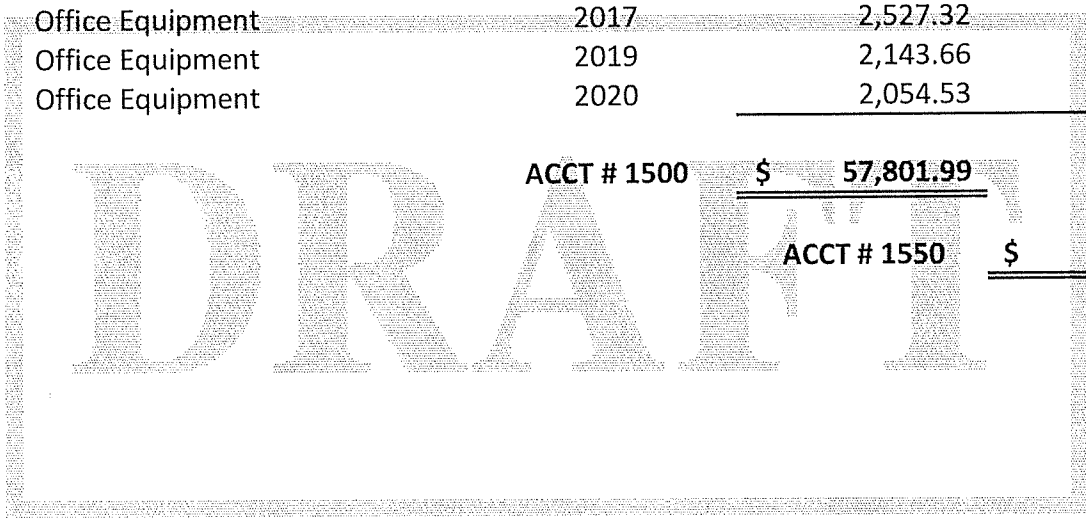 Office Equipment 2017 2,527.32
Office Equipment 2019 2,143.66
Office Equipment 2020 2,054.53
ACCT # 1500 $ 57,801.99
ACCT # 1550 $
DRAFT